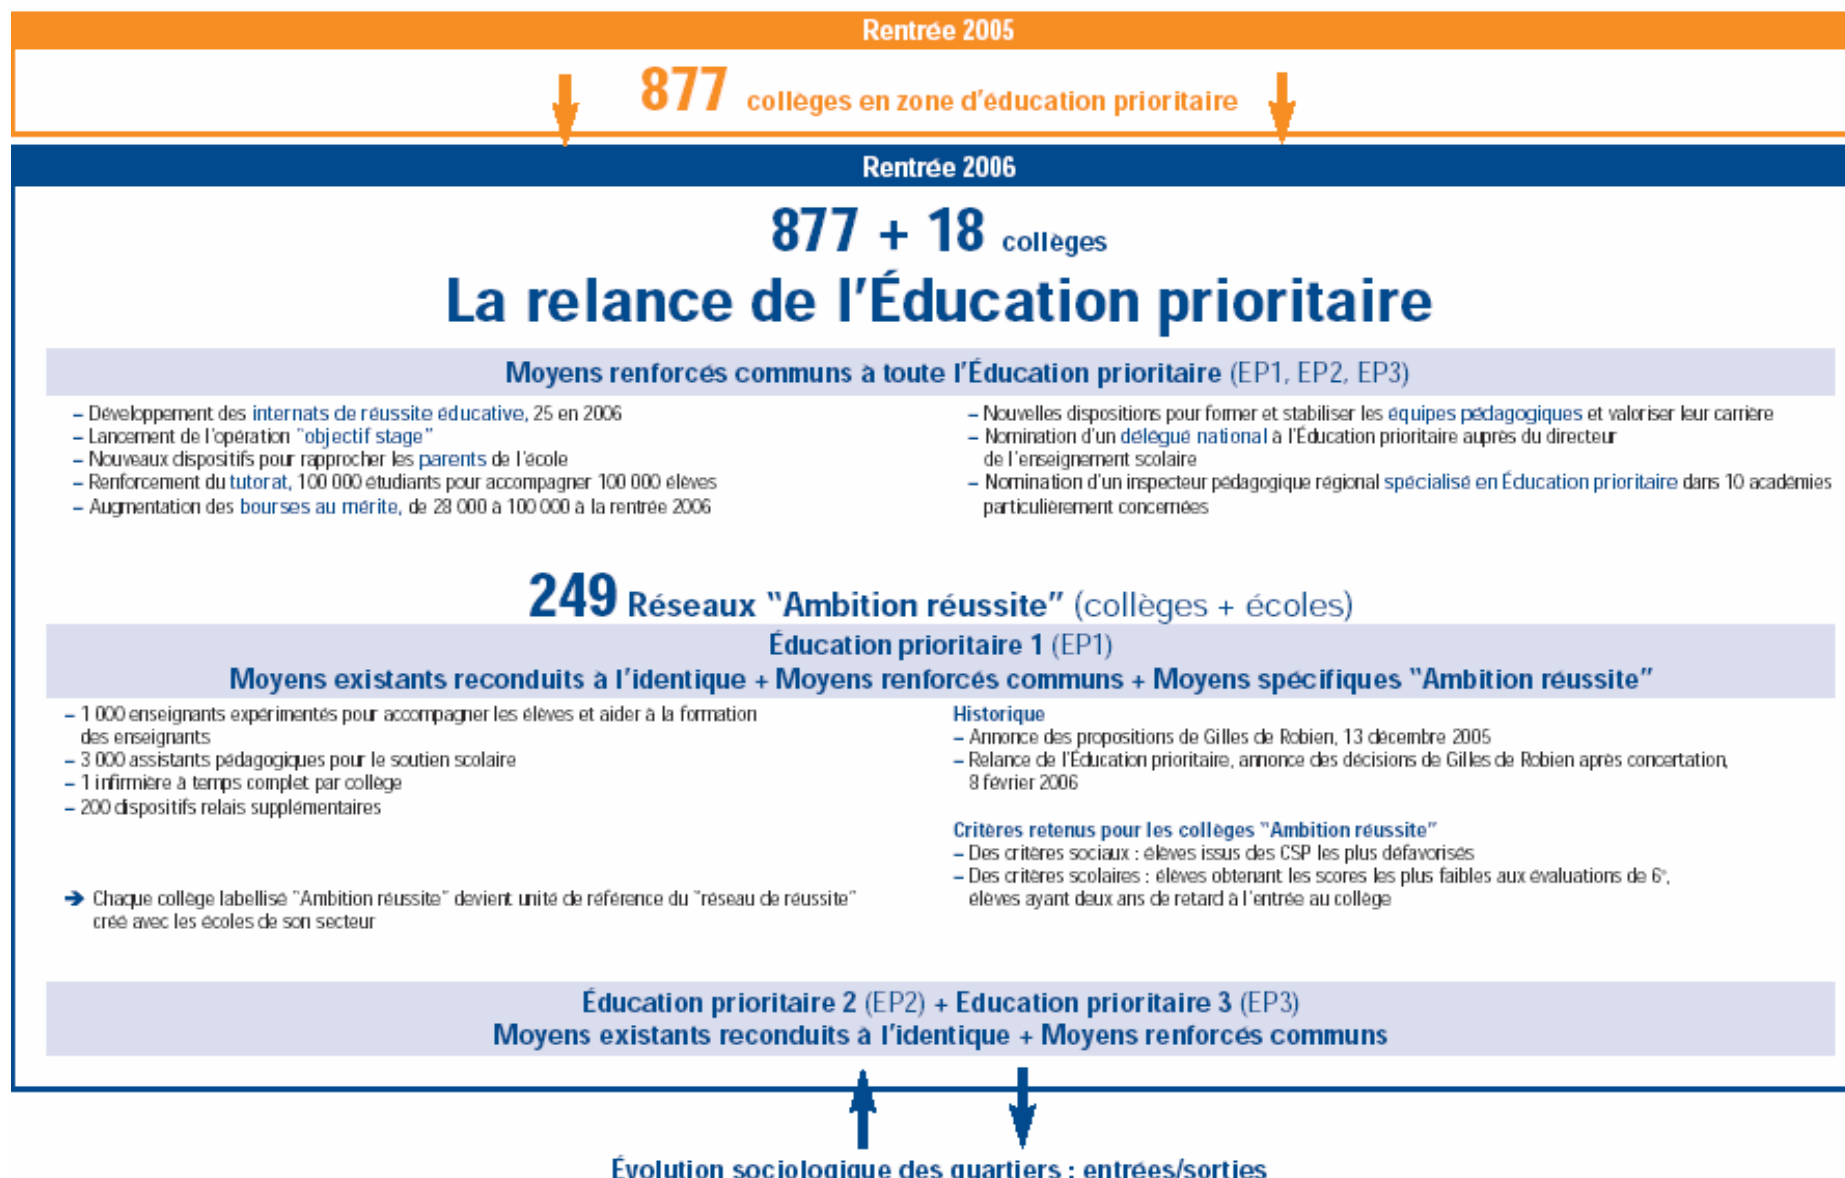 Rentrée 2005
877 collèges en zone d'éducation prioritaire
Rentrée 2006
877 + 18 collèges
La relance de l'Éducation prioritaire
Moyens renforcés communs à toute l'Éducation prioritaire (EP1, EP2, EP3)
– Développement des internats de réussite éducative, 25 en 2006
– Lancement de l'opération "objectif stage"
– Nouveaux dispositifs pour rapprocher les parents de l'école
– Renforcement du tutorat, 100 000 étudiants pour accompagner 100 000 élèves
– Augmentation des bourses au mérite, de 28 000 à 100 000 à la rentrée 2006
– Nouvelles dispositions pour former et stabiliser les équipes pédagogiques et valoriser leur carrière
– Nomination d'un délégué national à l'Éducation prioritaire auprès du directeur
de l'enseignement scolaire
– Nomination d'un inspecteur pédagogique régional spécialisé en Éducation prioritaire dans 10 académies
particulièrement concernées
249 Réseaux "Ambition réussite" (collèges + écoles)
Éducation prioritaire 1 (EP1)
Moyens existants reconduits à l'identique + Moyens renforcés communs + Moyens spécifiques "Ambition réussite"
– 1 000 enseignants expérimentés pour accompagner les élèves et aider à la formation
des enseignants
– 3 000 assistants pédagogiques pour le soutien scolaire
– 1 infirmière à temps complet par collège
– 200 dispositifs relais supplémentaires
➔ Chaque collège labellisé "Ambition réussite" devient unité de référence du "réseau de réussite"
créé avec les écoles de son secteur
Historique
– Annonce des propositions de Gilles de Robien, 13 décembre 2005
– Relance de l'Éducation prioritaire, annonce des décisions de Gilles de Robien après concertation,
8 février 2006
Critères retenus pour les collèges "Ambition réussite"
– Des critères sociaux : élèves issus des CSP les plus défavorisés
– Des critères scolaires : élèves obtenant les scores les plus faibles aux évaluations de 6e,
élèves ayant deux ans de retard à l'entrée au collège
Éducation prioritaire 2 (EP2) + Education prioritaire 3 (EP3)
Moyens existants reconduits à l'identique + Moyens renforcés communs
Évolution sociologique des quartiers : entrées/sorties